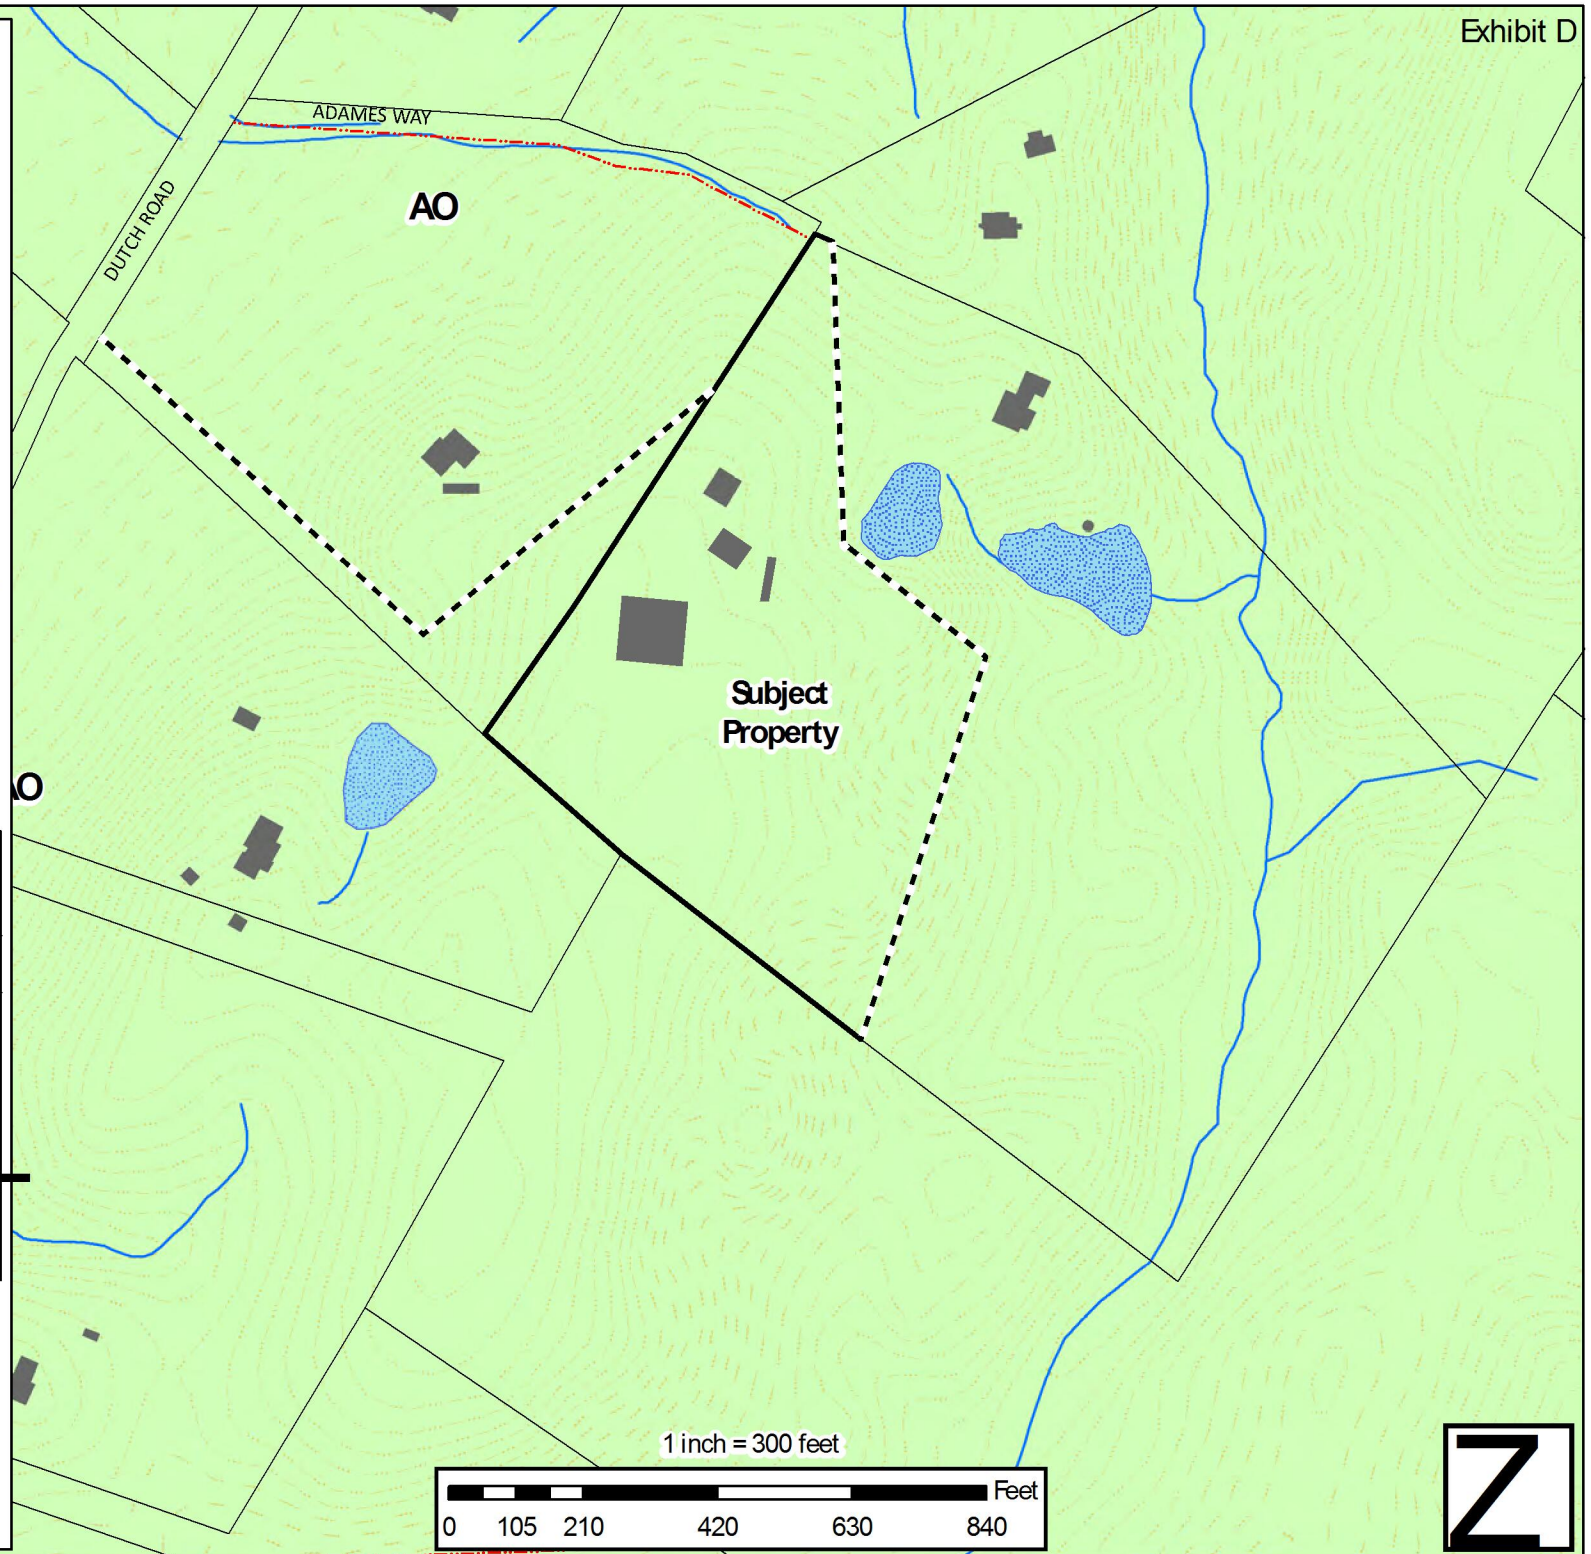 Exhibit D
ADAMES WAY
AO
DUTCH ROAD
Subject
Property
AO
1 inch = 300 feet
Feet
0 105 210 420 630 840
Z